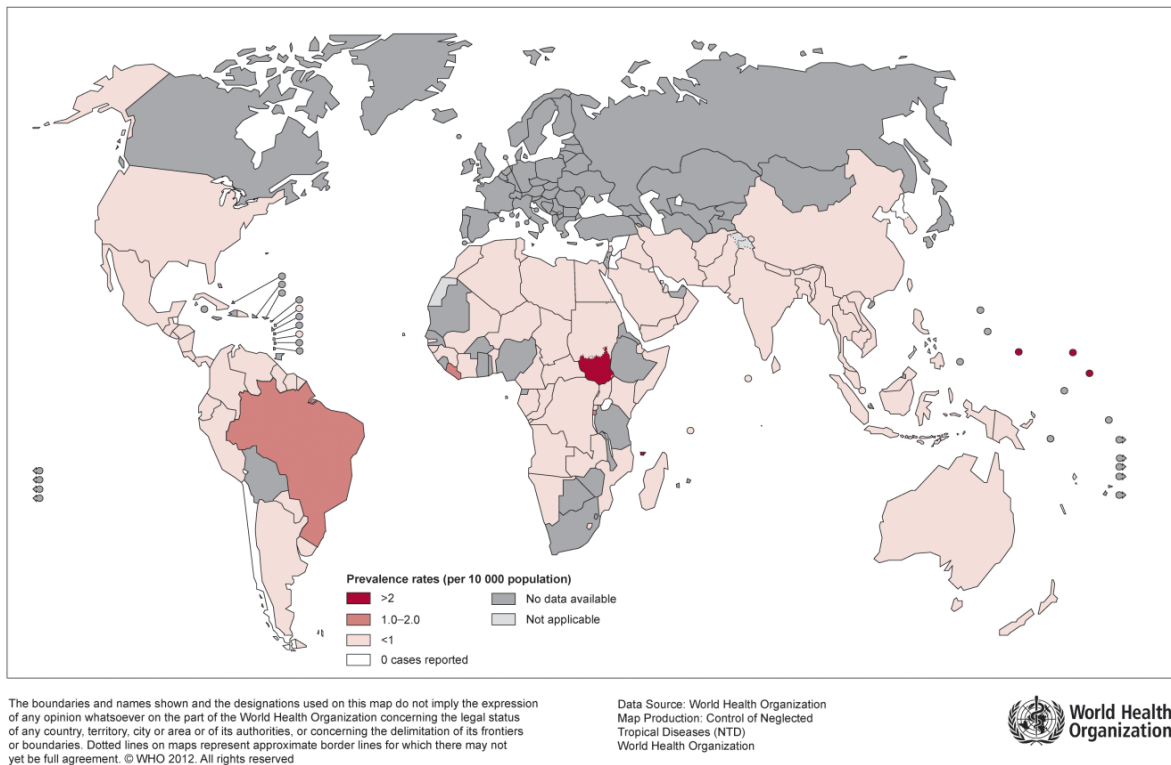 Prevalence rates (per 10 000 population)
>2
1.0–2.0
<1
0 cases reported
No data available
Not applicable
The boundaries and names shown and the designations used on this map do not imply the expression
of any opinion whatsoever on the part of the World Health Organization concerning the legal status
of any country, territory, city or area or of its authorities, or concerning the delimitation of its frontiers
or boundaries. Dotted lines on maps represent approximate border lines for which there may not
yet be full agreement. © WHO 2012. All rights reserved
Data Source: World Health Organization
Map Production: Control of Neglected
Tropical Diseases (NTD)
World Health Organization
World Health
Organization